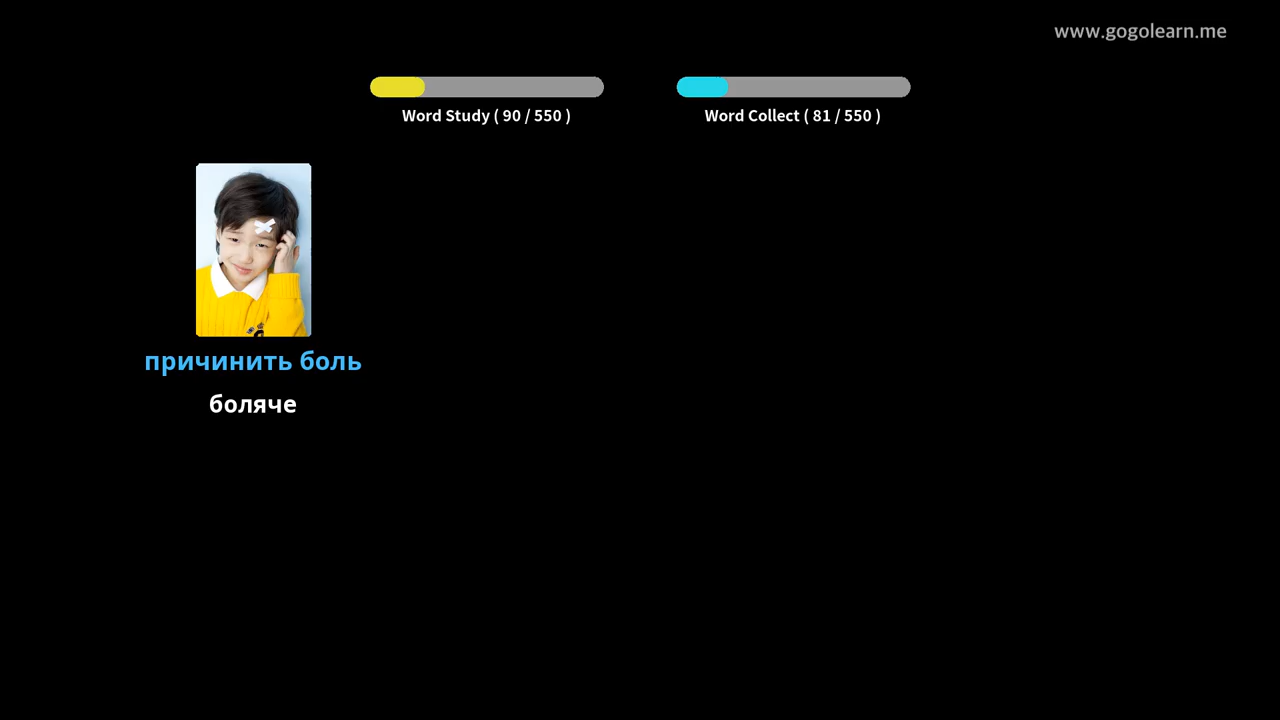 www.gogolearn.me
Word Study ( 90 / 550 )
Word Collect ( 81 / 550 )
причинить боль
боляче